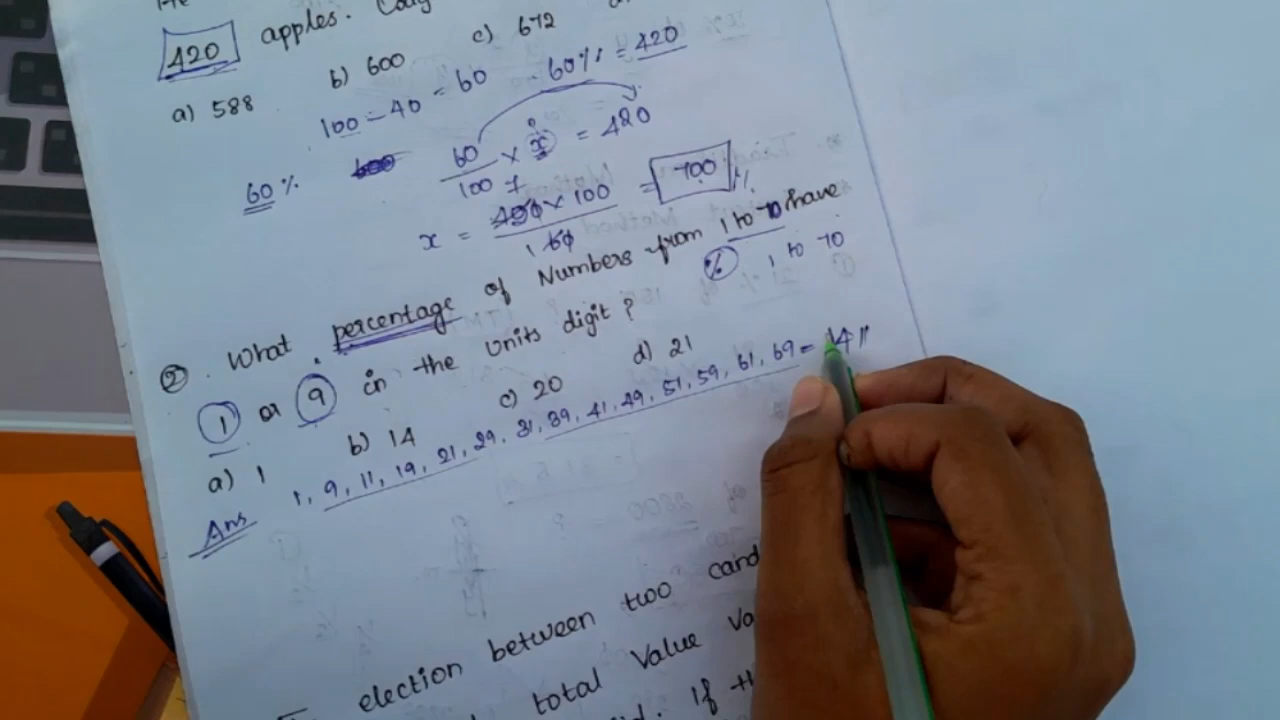 420 apples.
a) 588 b) 600 c) 672
100 - 40 = 60 60% = 420
60% 60/100 × x = 420
x = 420 × 100 / 60 = 700
② What percentage of Numbers from 1 to 70 have
% 1 to 70
1 or 9 in the units digit?
a) 1 b) 14 c) 20 d) 21
Ans 1, 9, 11, 19, 21, 29, 31, 39, 41, 49, 51, 59, 61, 69 = 14
election between two
total Value
If